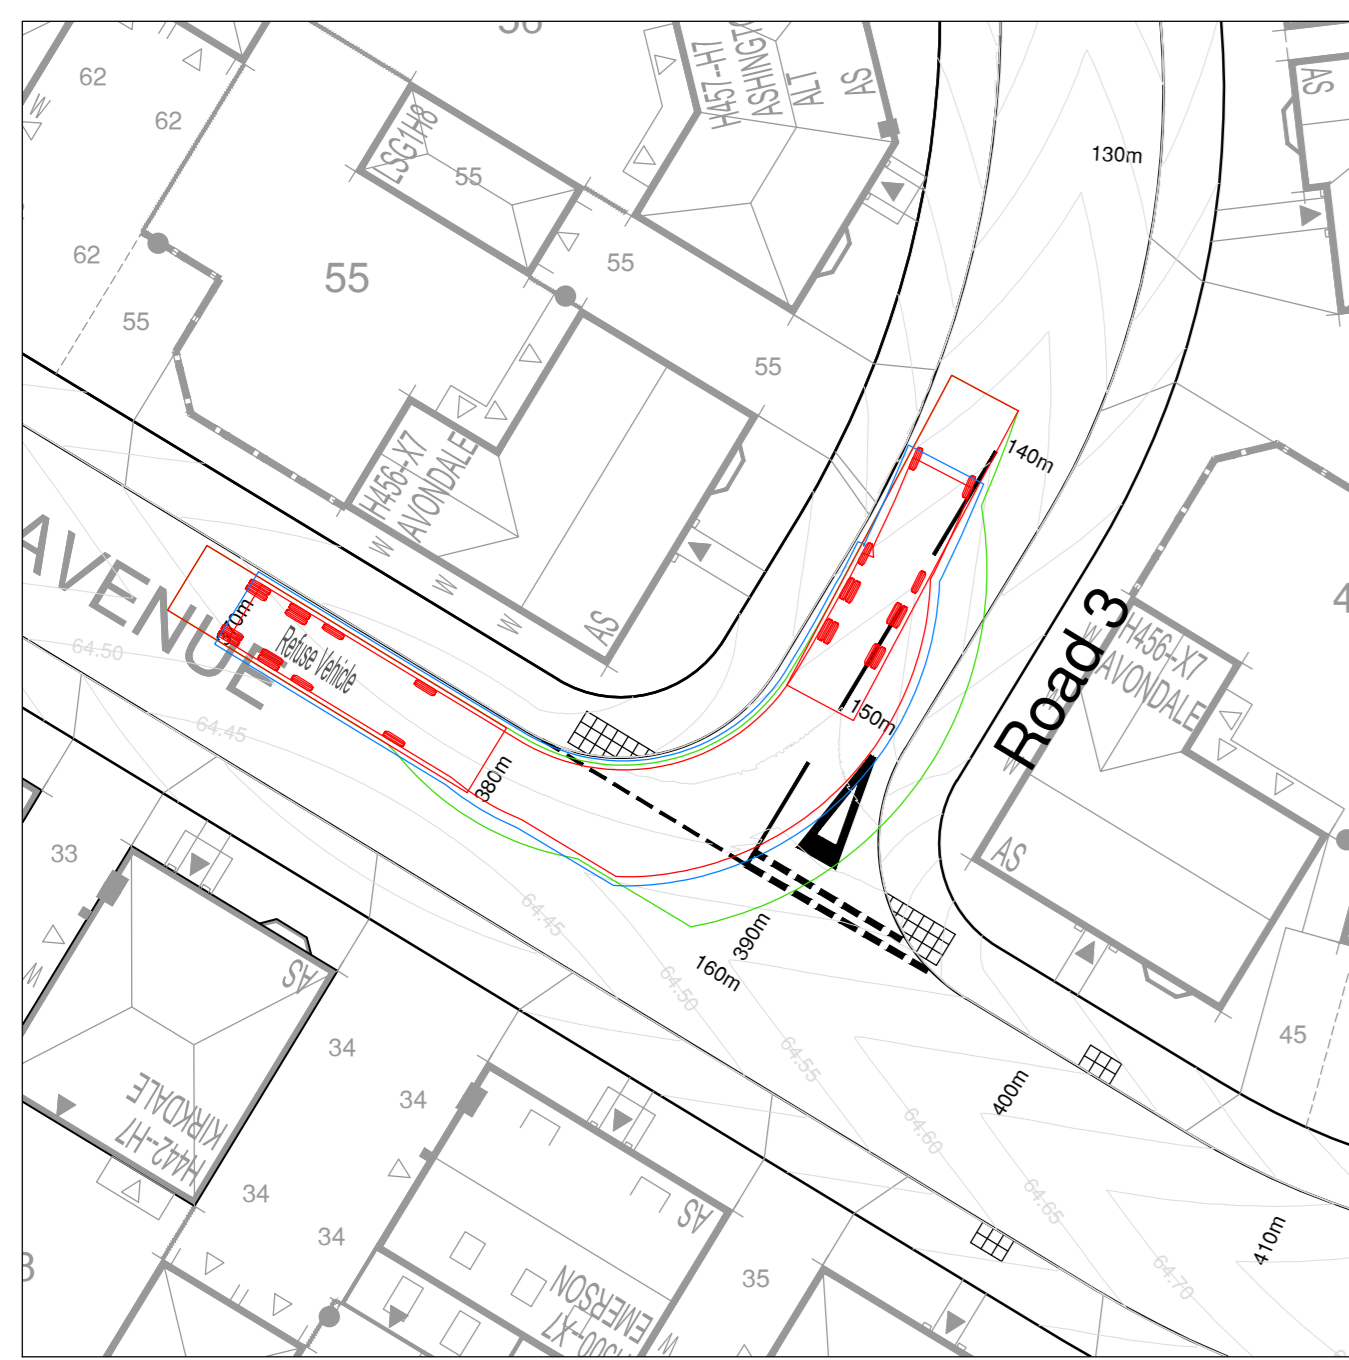 62
62
62
55
W
LSG1H8
55
55
55
55
H457--H7
ASHINGT
ALT
AS
AS
130m
140m
150m
160m
H456--X7
AVONDALE
W
W
W
AS
AVENUE
370m
Refuse Vehicle
380m
390m
400m
410m
Road 3
H456--X7
AVONDALE
W
W
AS
45
64.50
64.45
64.45
64.50
64.55
64.60
64.65
64.70
33
W
AS
KIRKDALE
H442--H7
34
34
34
34
AS
EMERSON
W
35